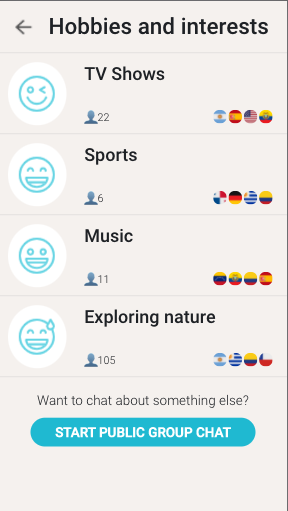 Hobbies and interests
TV Shows
22
Sports
6
Music
11
Exploring nature
105
Want to chat about something else?
START PUBLIC GROUP CHAT